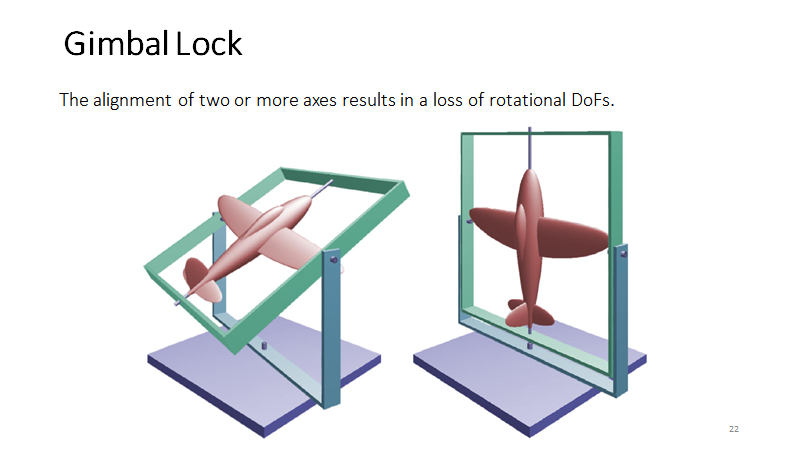 Gimbal Lock
The alignment of two or more axes results in a loss of rotational DoFs.
22